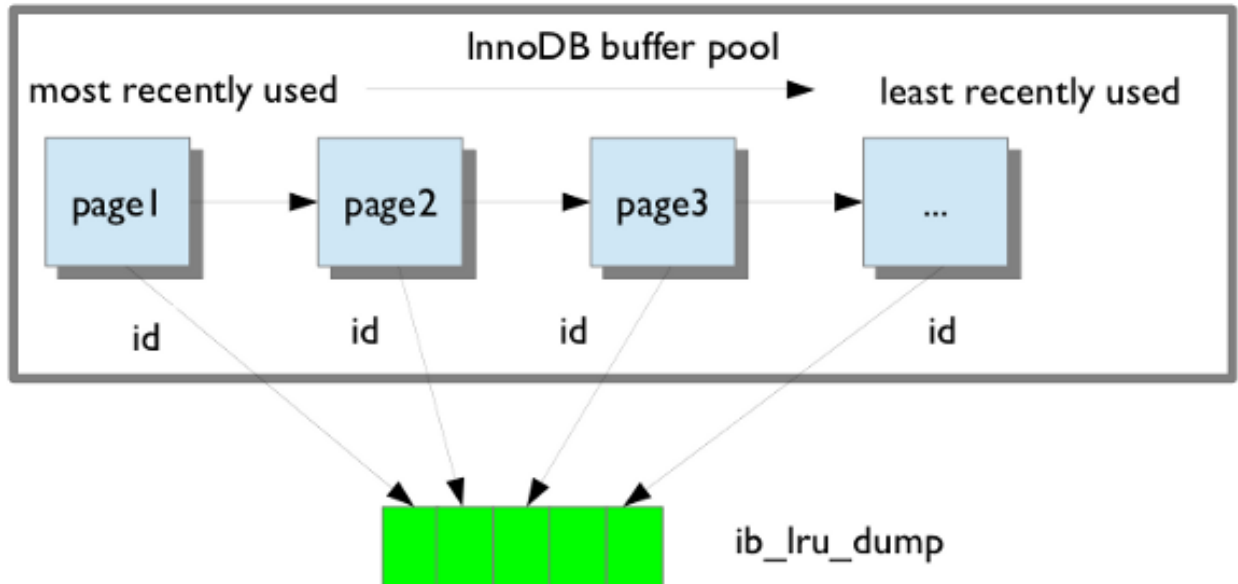 InnoDB buffer pool
most recently used
least recently used
page1
page2
page3
...
id
id
id
id
ib_lru_dump